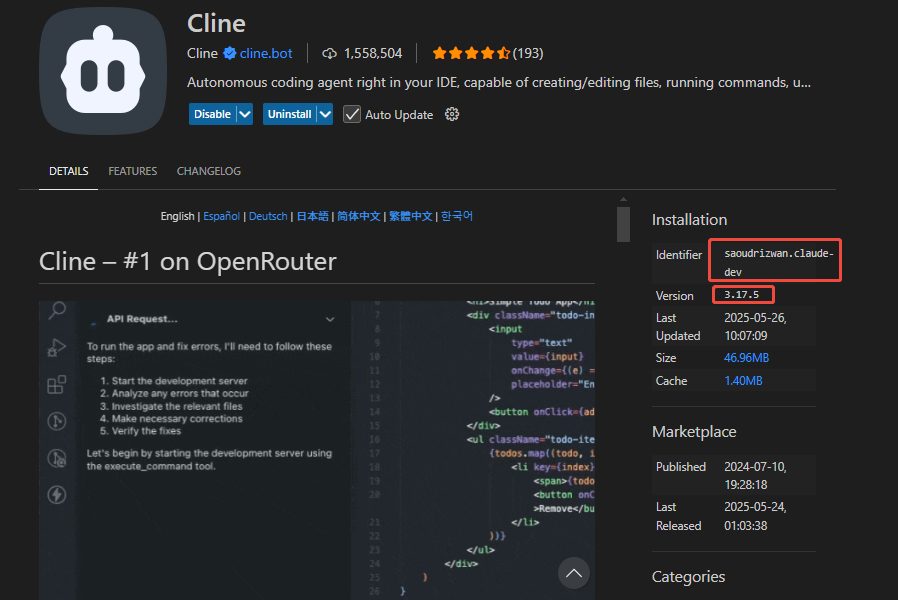 Cline
Cline cline.bot 1,558,504 (193)
Autonomous coding agent right in your IDE, capable of creating/editing files, running commands, u...
Disable Uninstall Auto Update
DETAILS FEATURES CHANGELOG
English | Español | Deutsch | 日本語 | 简体中文 | 繁體中文 | 한국어
Cline – #1 on OpenRouter
API Request...
To run the app and fix errors, I'll need to follow these
steps:
1. Start the development server
2. Analyze any errors that occur
3. Investigate the relevant files
4. Make necessary corrections
5. Verify the fixes
Let's begin by starting the development server using
the execute_command tool.
6 <h1>Simple Todo App</h
7 <div className="todo-in
8 <input
9 type="text"
10 value={input}
11 onChange={(e) =
12 placeholder="En
13 />
14 <button onClick={ad
15 </div>
16 <ul className="todo-ite
17 {todos.map((todo, i
18 <li key={index}
19 <span>{todo
20 <button onC
>Remove</bu
21 </li>
22 ))}
23 </ul>
24 </div>
25 )
26 }
Installation
Identifier saoudrizwan.claude-
dev
Version 3.17.5
Last 2025-05-26,
Updated 10:07:09
Size 46.96MB
Cache 1.40MB
Marketplace
Published 2024-07-10,
19:28:18
Last 2025-05-24,
Released 01:03:38
Categories